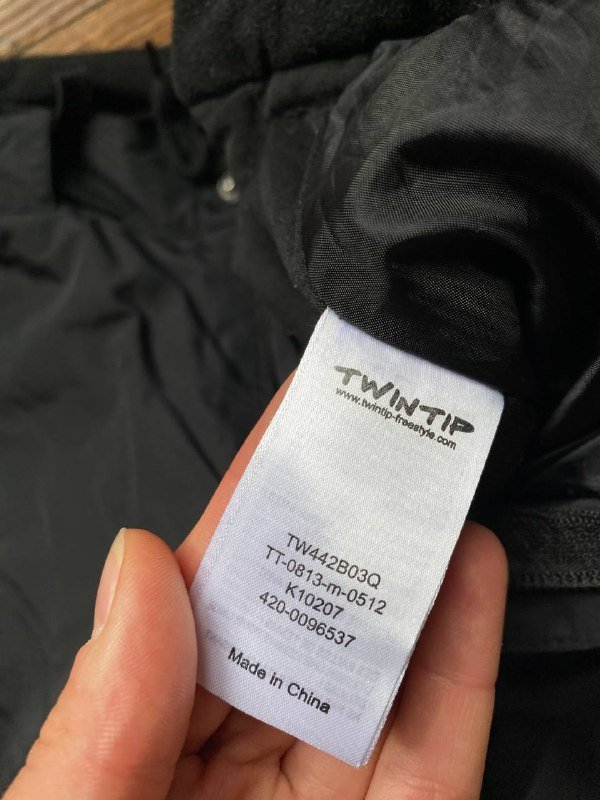 TWINTIP
www.twintip-freestyle.com
TW442B03Q
TT-0813-m-0512
K10207
420-0096537
Made in China